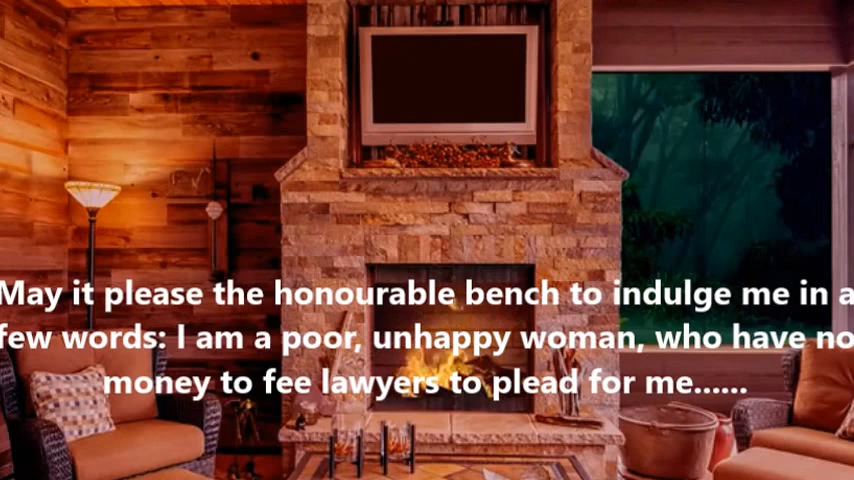 May it please the honourable bench to indulge me in a
few words: I am a poor, unhappy woman, who have no
money to fee lawyers to plead for me......